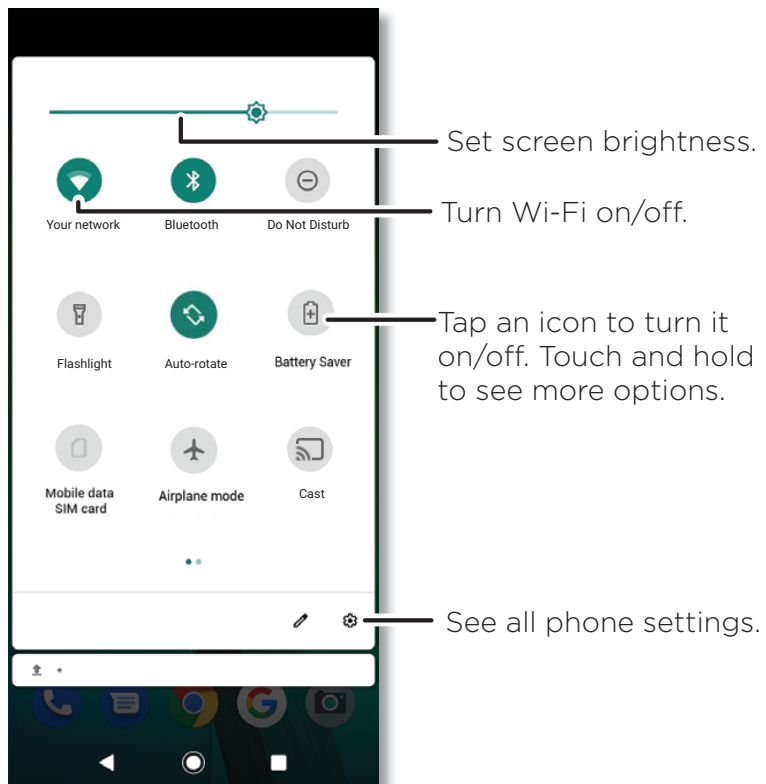 Set screen brightness.
Your network
Bluetooth
Do Not Disturb
Turn Wi-Fi on/off.
Flashlight
Auto-rotate
Battery Saver
Tap an icon to turn it
on/off. Touch and hold
to see more options.
Mobile data
SIM card
Airplane mode
Cast
See all phone settings.
G